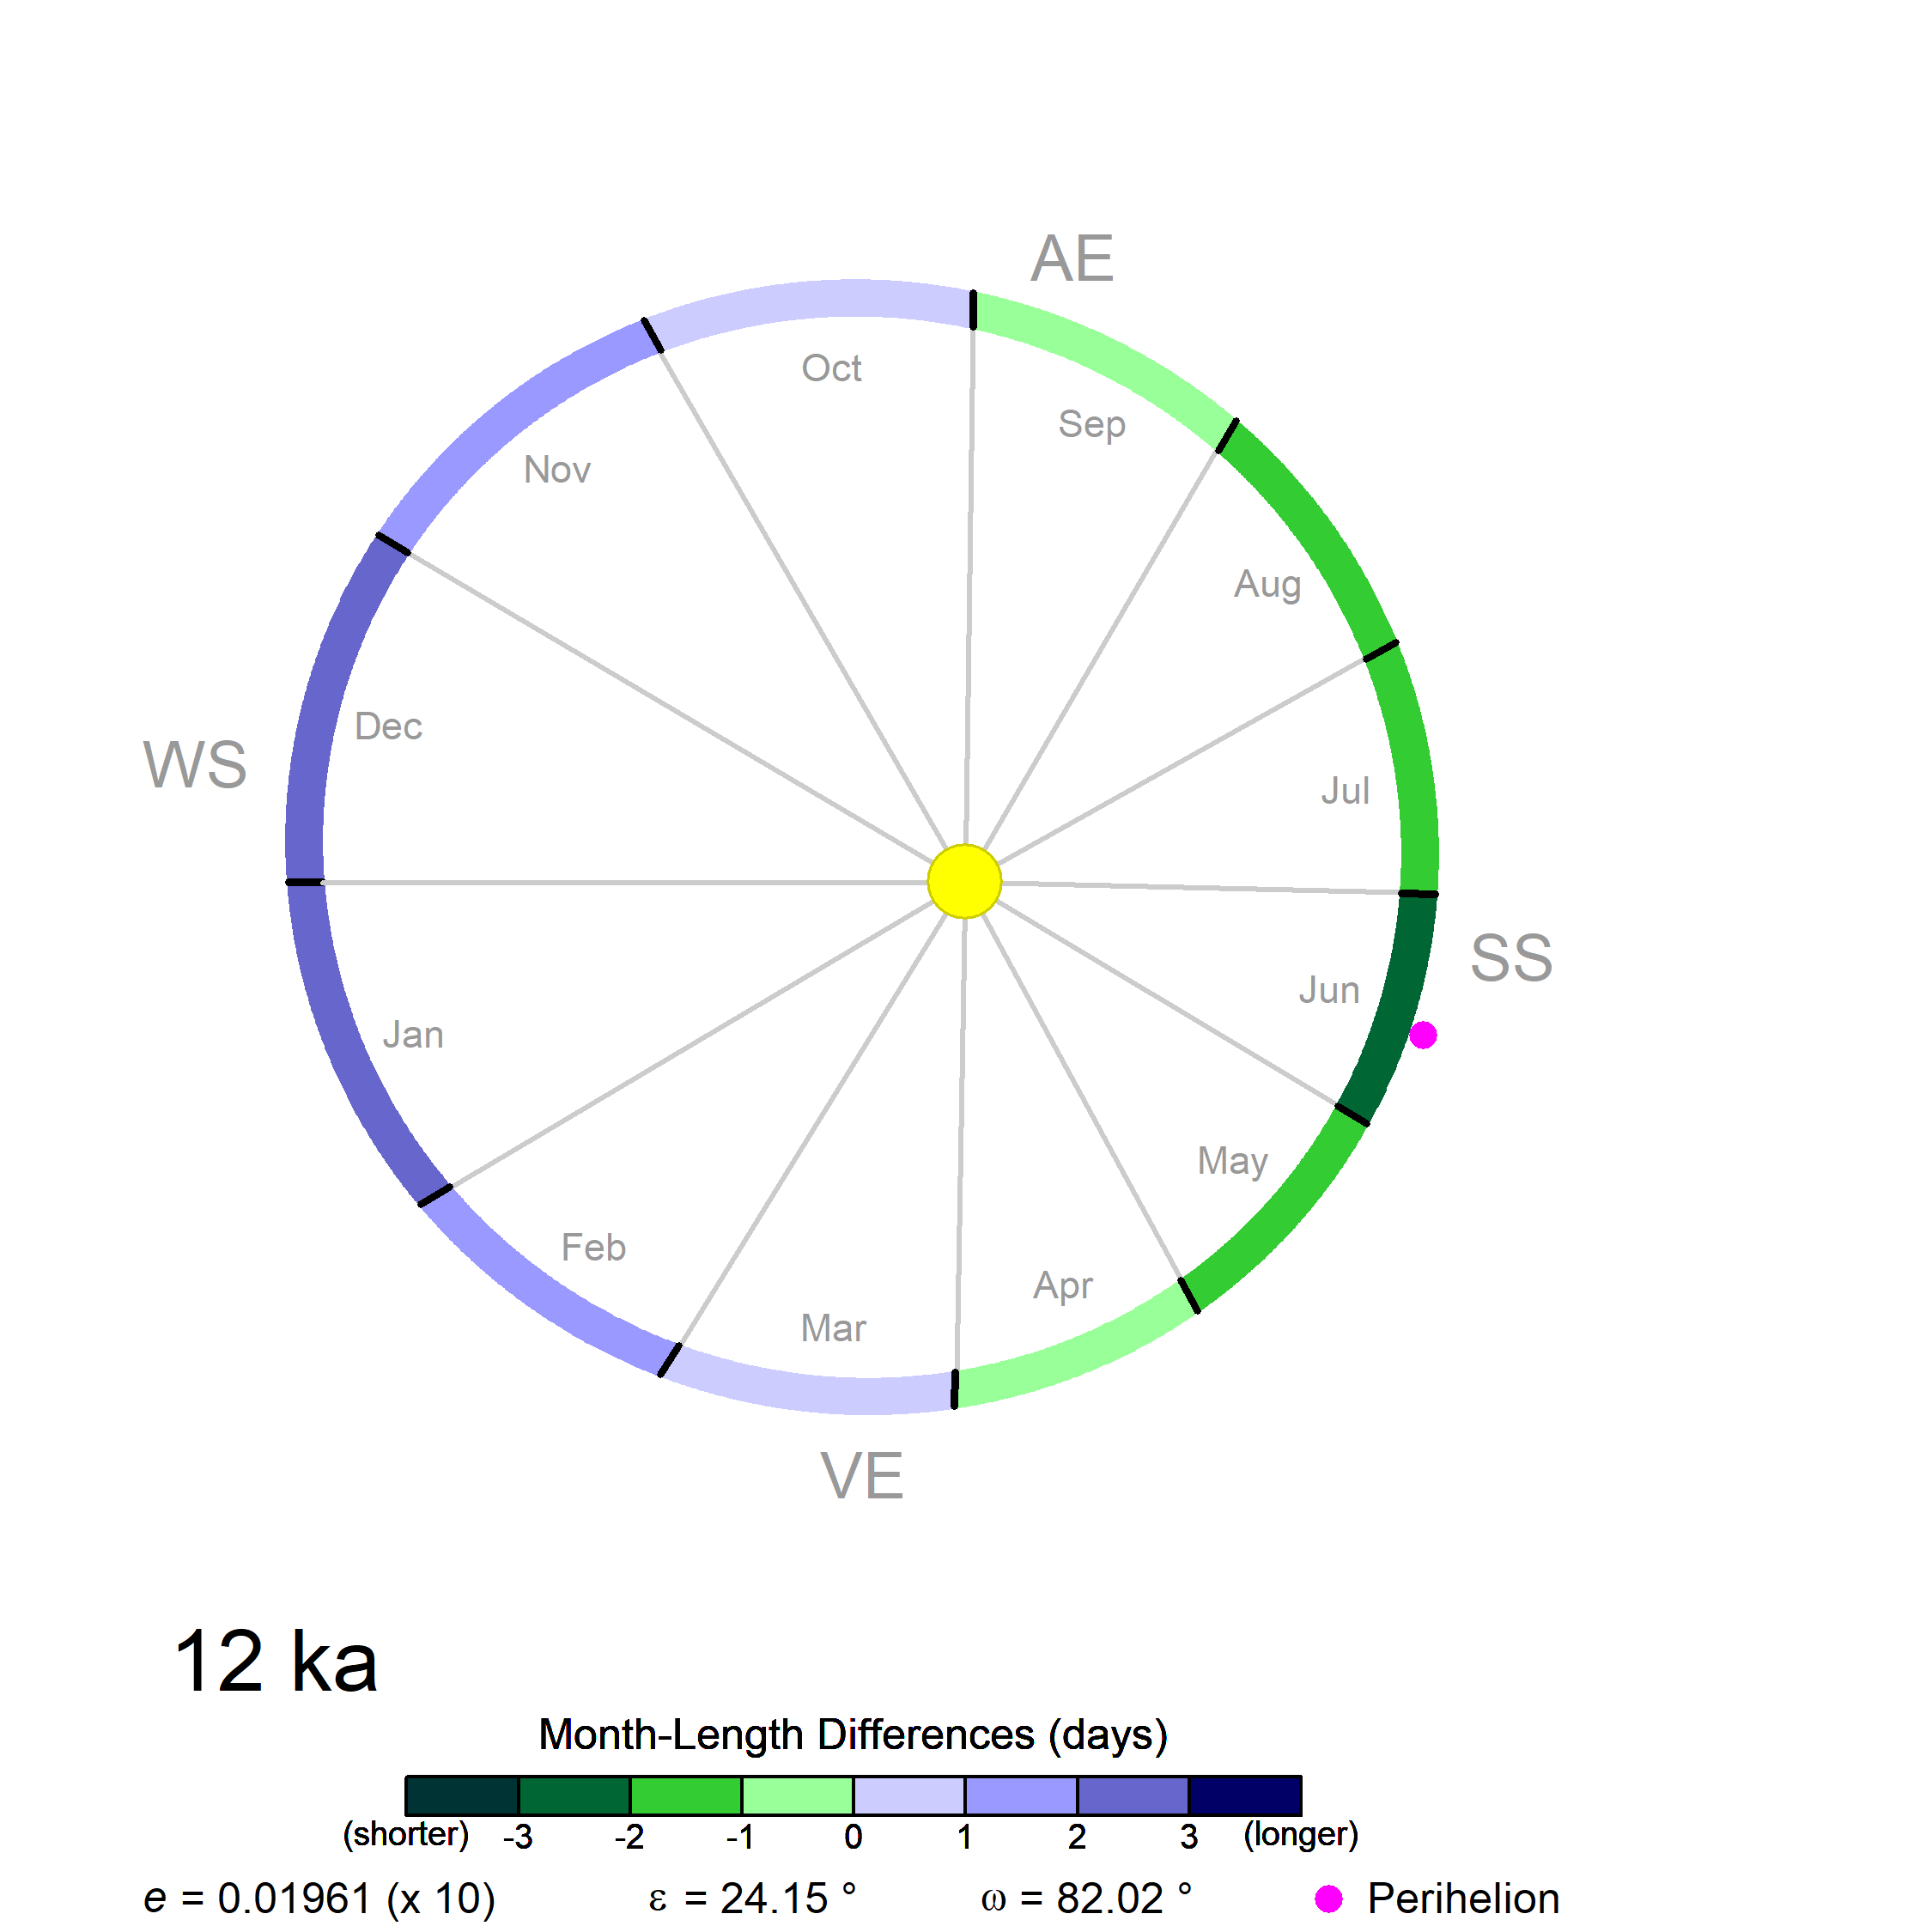 AE
Oct
Sep
Nov
Aug
Dec
WS
Jul
SS
Jun
Jan
May
Feb
Apr
Mar
VE
12 ka
Month-Length Differences (days)
(shorter) -3 -2 -1 0 1 2 3 (longer)
e = 0.01961 (x 10) ε = 24.15 ° ω = 82.02 ° Perihelion